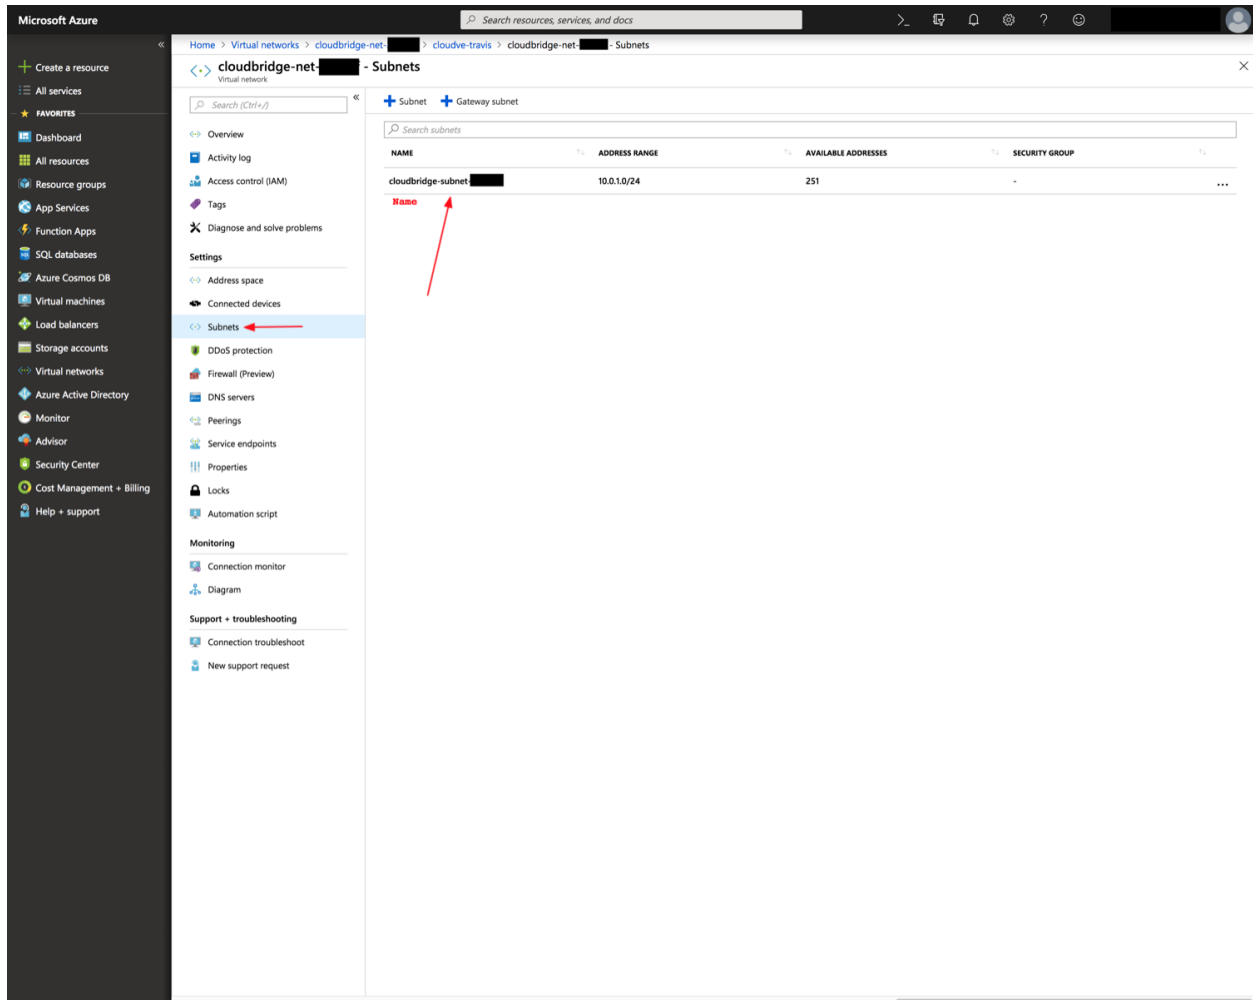 Microsoft Azure
Search resources, services, and docs
Create a resource
All services
FAVORITES
Dashboard
All resources
Resource groups
App Services
Function Apps
SQL databases
Azure Cosmos DB
Virtual machines
Load balancers
Storage accounts
Virtual networks
Azure Active Directory
Monitor
Advisor
Security Center
Cost Management + Billing
Help + support
Home > Virtual networks > cloudbridge-net- > cloudve-travis > cloudbridge-net- - Subnets
cloudbridge-net- - Subnets
Virtual network
Search (Ctrl+/)
Overview
Activity log
Access control (IAM)
Tags
Diagnose and solve problems
Settings
Address space
Connected devices
Subnets
DDoS protection
Firewall (Preview)
DNS servers
Peerings
Service endpoints
Properties
Locks
Automation script
Monitoring
Connection monitor
Diagram
Support + troubleshooting
Connection troubleshoot
New support request
+ Subnet + Gateway subnet
Search subnets
NAME ADDRESS RANGE AVAILABLE ADDRESSES SECURITY GROUP
cloudbridge-subnet- 10.0.1.0/24 251 - ...
Name